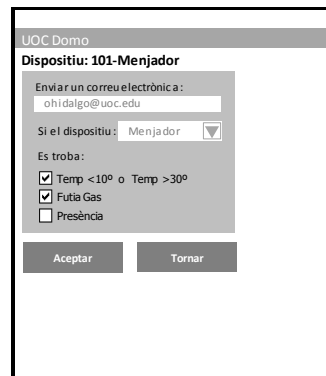 UOC Domo
Dispositiu: 101-Menjador
Enviar un correu electrònica:
ohidalgo@uoc.edu
Si el dispositiu: Menjador
Es troba:
Temp <10º o Temp >30º
Futia Gas
Presència
Aceptar Tornar